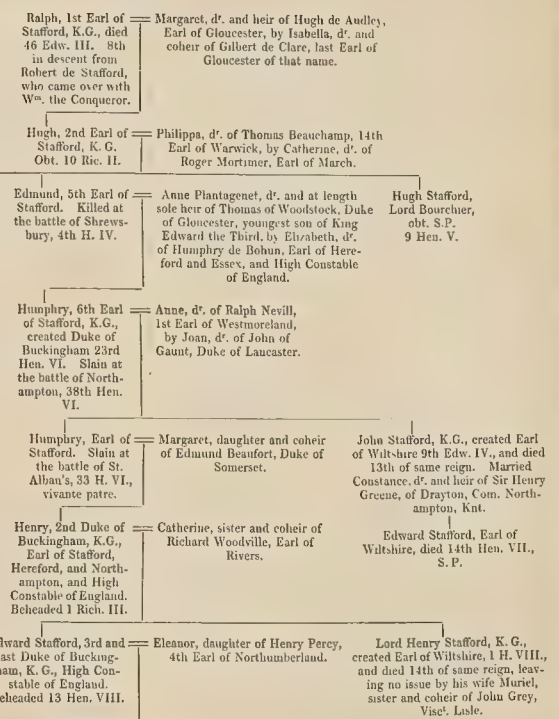 Ralph, 1st Earl of
Stafford, K.G., died
46 Edw. III. 8th
in descent from
Robert de Stafford,
who came over with
Wm. the Conqueror.
Margaret, dr. and heir of Hugh de Audley,
Earl of Gloucester, by Isabella, dr. and
coheir of Gilbert de Clare, last Earl of
Gloucester of that name.
Hugh, 2nd Earl of
Stafford, K. G.
Obt. 10 Ric. II.
Philippa, dr. of Thomas Beauchamp, 14th
Earl of Warwick, by Catherine, dr. of
Roger Mortimer, Earl of March.
Edmund, 5th Earl of
Stafford. Killed at
the battle of Shrews-
bury, 4th H. IV.
Anne Plantagenet, dr. and at length
sole heir of Thomas of Woodstock, Duke
of Gloucester, youngest son of King
Edward the Third, by Elizabeth, dr.
of Humphry de Bohun, Earl of Here-
ford and Essex, and High Constable
of England.
Hugh Stafford,
Lord Bourchier,
obt. S.P.
9 Hen. V.
Humphry, 6th Earl
of Stafford, K.G.,
created Duke of
Buckingham 23rd
Hen. VI. Slain at
the battle of North-
ampton, 38th Hen.
VI.
Anne, dr. of Ralph Nevill,
1st Earl of Westmoreland,
by Joan, dr. of John of
Gaunt, Duke of Lancaster.
Humphry, Earl of
Stafford. Slain at
the battle of St.
Alban's, 33 H. VI.,
vivante patre.
Margaret, daughter and coheir
of Edmund Beaufort, Duke of
Somerset.
John Stafford, K.G., created Earl
of Wiltshire 9th Edw. IV., and died
13th of same reign. Married
Constance, dr. and heir of Sir Henry
Greene, of Drayton, Com. North-
ampton, Knt.
Edward Stafford, Earl of
Wiltshire, died 14th Hen. VII.,
S. P.
Henry, 2nd Duke of
Buckingham, K.G.,
Earl of Stafford,
Hereford, and North-
ampton, and High
Constable of England.
Beheaded 1 Rich. III.
Catherine, sister and coheir of
Richard Woodville, Earl of
Rivers.
dward Stafford, 3rd and
ast Duke of Bucking-
ham, K. G., High Con-
stable of England.
eheaded 13 Hen. VIII.
Eleanor, daughter of Henry Percy,
4th Earl of Northumberland.
Lord Henry Stafford, K. G.,
created Earl of Wiltshire, 1 H. VIII.,
and died 14th of same reign, leav-
ing no issue by his wife Muriel,
sister and coheir of John Grey,
Visct. Lisle.